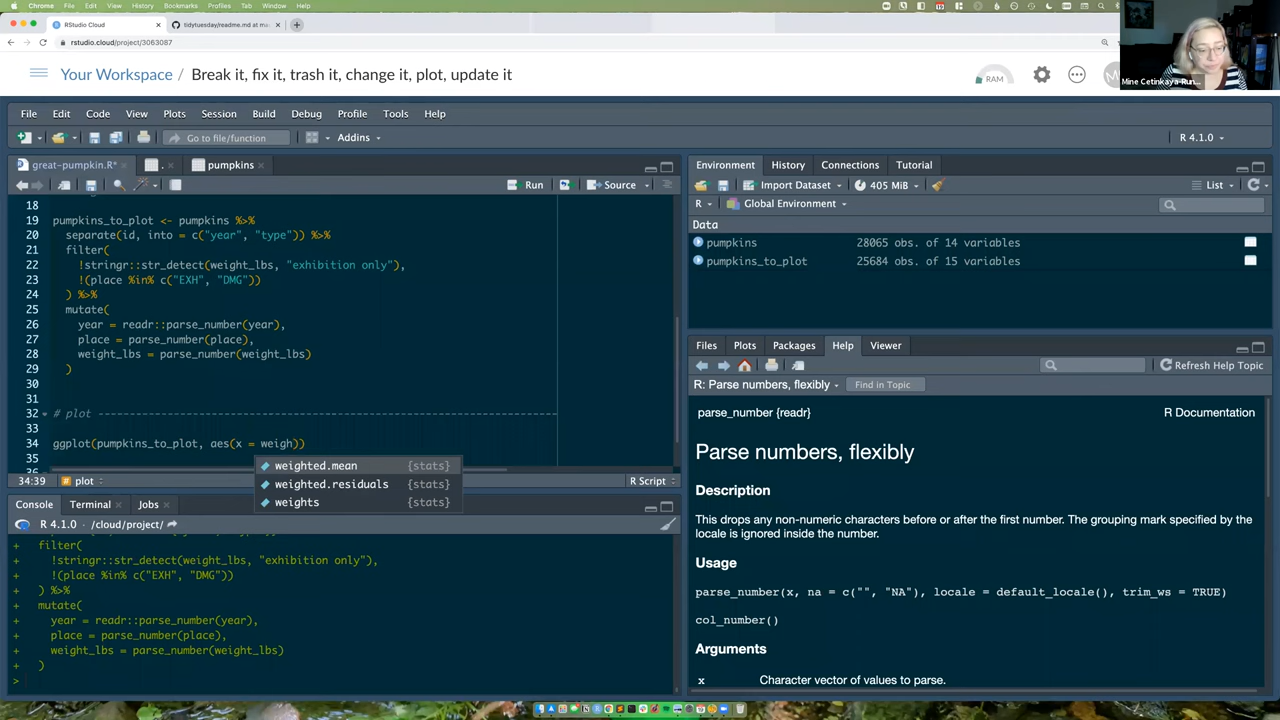 Chrome File Edit View History Bookmarks Profiles Tab Window Help
RStudio Cloud
tidytuesday/readme.md at ma
rstudio.cloud/project/3063087
Your Workspace / Break it, fix it, trash it, change it, plot, update it
RAM
Mine Cetinkaya-Run...
File Edit Code View Plots Session Build Debug Profile Tools Help
Go to file/function
Addins
R 4.1.0
great-pumpkin.R*
.
pumpkins
Run
Source
18
19 pumpkins_to_plot <- pumpkins %>%
20 separate(id, into = c("year", "type")) %>%
21 filter(
22 !stringr::str_detect(weight_lbs, "exhibition only"),
23 !(place %in% c("EXH", "DMG"))
24 ) %>%
25 mutate(
26 year = readr::parse_number(year),
27 place = parse_number(place),
28 weight_lbs = parse_number(weight_lbs)
29 )
30
31
32 # plot ---------------------------------------------------------------
33
34 ggplot(pumpkins_to_plot, aes(x = weigh))
35
36
weighted.mean {stats}
weighted.residuals {stats}
weights {stats}
34:39
# plot
R Script
Console Terminal Jobs
R 4.1.0 · /cloud/project/
+ filter(
+ !stringr::str_detect(weight_lbs, "exhibition only"),
+ !(place %in% c("EXH", "DMG"))
+ ) %>%
+ mutate(
+ year = readr::parse_number(year),
+ place = parse_number(place),
+ weight_lbs = parse_number(weight_lbs)
+ )
>
Environment History Connections Tutorial
Import Dataset
405 MiB
List
R
Global Environment
Data
pumpkins 28065 obs. of 14 variables
pumpkins_to_plot 25684 obs. of 15 variables
Files Plots Packages Help Viewer
Refresh Help Topic
R: Parse numbers, flexibly
Find in Topic
parse_number {readr}
R Documentation
Parse numbers, flexibly
Description
This drops any non-numeric characters before or after the first number. The grouping mark specified by the
locale is ignored inside the number.
Usage
parse_number(x, na = c("", "NA"), locale = default_locale(), trim_ws = TRUE)
col_number()
Arguments
x Character vector of values to parse.